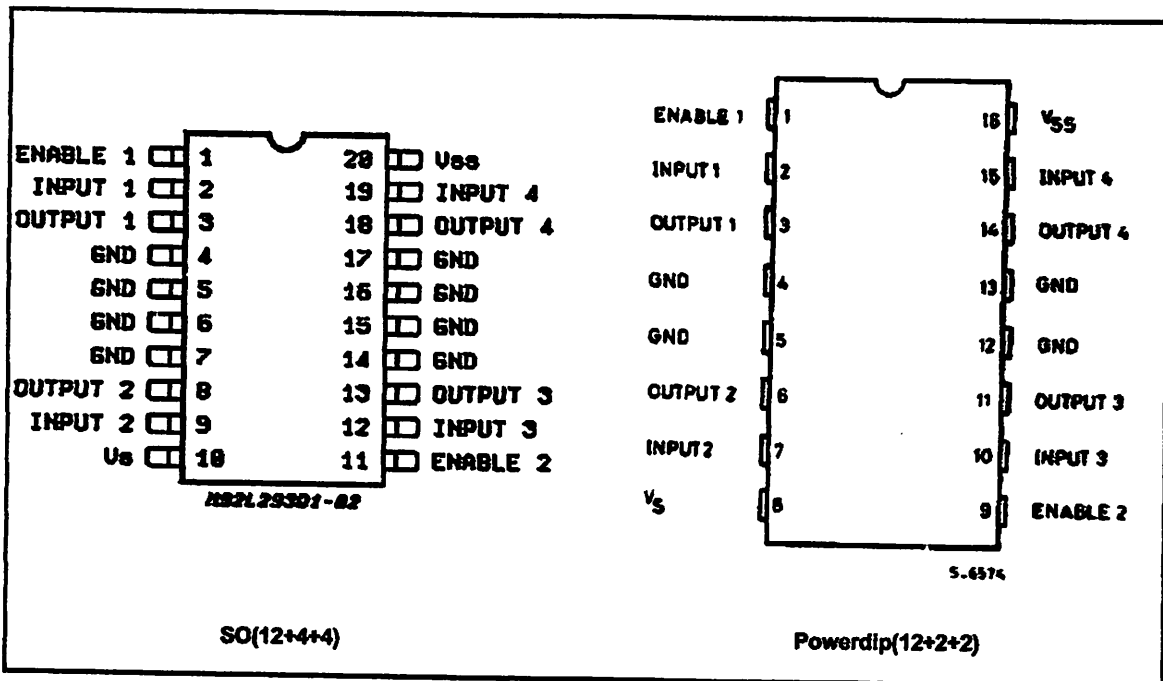 ENABLE 1 1 20 Vss
INPUT 1 2 19 INPUT 4
OUTPUT 1 3 18 OUTPUT 4
GND 4 17 GND
GND 5 16 GND
GND 6 15 GND
GND 7 14 GND
OUTPUT 2 8 13 OUTPUT 3
INPUT 2 9 12 INPUT 3
Vs 10 11 ENABLE 2
M92L293D1-02
SO(12+4+4)
ENABLE 1 1 16 VSS
INPUT 1 2 15 INPUT 4
OUTPUT 1 3 14 OUTPUT 4
GND 4 13 GND
GND 5 12 GND
OUTPUT 2 6 11 OUTPUT 3
INPUT 2 7 10 INPUT 3
VS 8 9 ENABLE 2
S-6574
Powerdip(12+2+2)